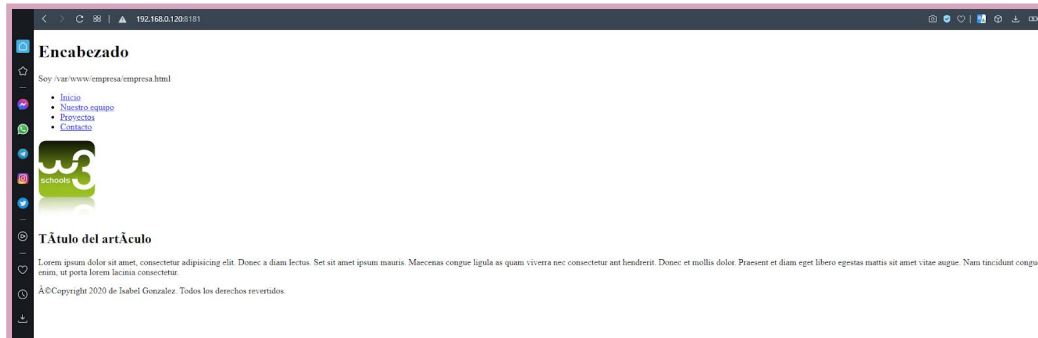 192.168.0.120:8181
Encabezado
Soy /var/www/empresa/empresa.html
Inicio
Nuestro equipo
Proyectos
Contacto
w3
schools
TÃtulo del artÃculo
Lorem ipsum dolor sit amet, consectetur adipisicing elit. Donec a diam lectus. Set sit amet ipsum mauris. Maecenas congue ligula as quam viverra nec consectetur ant hendrerit. Donec et mollis dolor. Praesent et diam eget libero egestas mattis sit amet vitae augue. Nam tincidunt congu
enim, ut porta lorem lacinia consectetur.
Â©Copyright 2020 de Isabel Gonzalez. Todos los derechos revertidos.